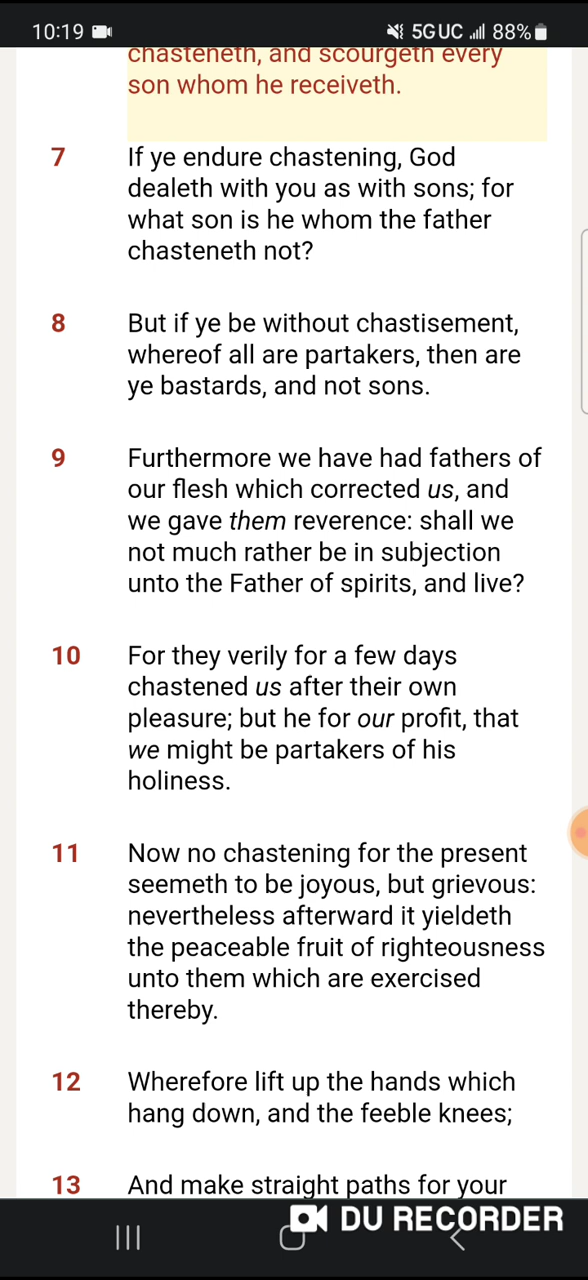 10:19 5GUC 88%
chasteneth, and scourgeth every
son whom he receiveth.
7 If ye endure chastening, God
dealeth with you as with sons; for
what son is he whom the father
chasteneth not?
8 But if ye be without chastisement,
whereof all are partakers, then are
ye bastards, and not sons.
9 Furthermore we have had fathers of
our flesh which corrected us, and
we gave them reverence: shall we
not much rather be in subjection
unto the Father of spirits, and live?
10 For they verily for a few days
chastened us after their own
pleasure; but he for our profit, that
we might be partakers of his
holiness.
11 Now no chastening for the present
seemeth to be joyous, but grievous:
nevertheless afterward it yieldeth
the peaceable fruit of righteousness
unto them which are exercised
thereby.
12 Wherefore lift up the hands which
hang down, and the feeble knees;
13 And make straight paths for your
DU RECORDER